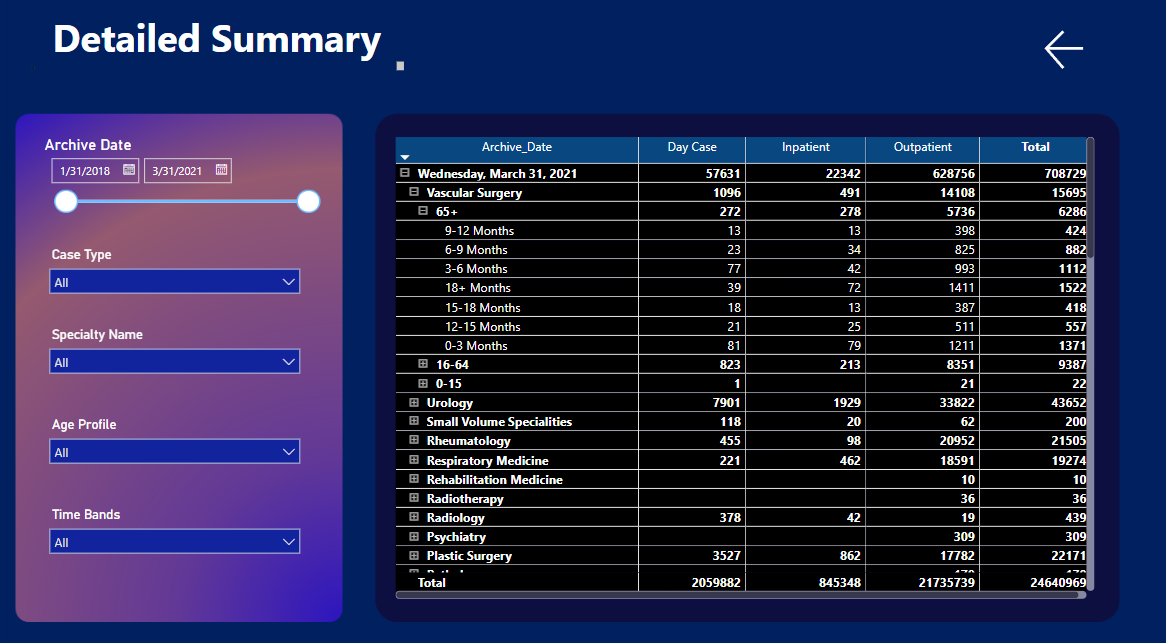 Detailed Summary
Archive Date
1/31/2018 3/31/2021
Case Type
All
Specialty Name
All
Age Profile
All
Time Bands
All
Archive_Date Day Case Inpatient Outpatient Total
Wednesday, March 31, 2021 57631 22342 628756 708729
Vascular Surgery 1096 491 14108 15695
65+ 272 278 5736 6286
9-12 Months 13 13 398 424
6-9 Months 23 34 825 882
3-6 Months 77 42 993 1112
18+ Months 39 72 1411 1522
15-18 Months 18 13 387 418
12-15 Months 21 25 511 557
0-3 Months 81 79 1211 1371
16-64 823 213 8351 9387
0-15 1 21 22
Urology 7901 1929 33822 43652
Small Volume Specialities 118 20 62 200
Rheumatology 455 98 20952 21505
Respiratory Medicine 221 462 18591 19274
Rehabilitation Medicine 10 10
Radiotherapy 36 36
Radiology 378 42 19 439
Psychiatry 309 309
Plastic Surgery 3527 862 17782 22171
Total 2059882 845348 21735739 24640969